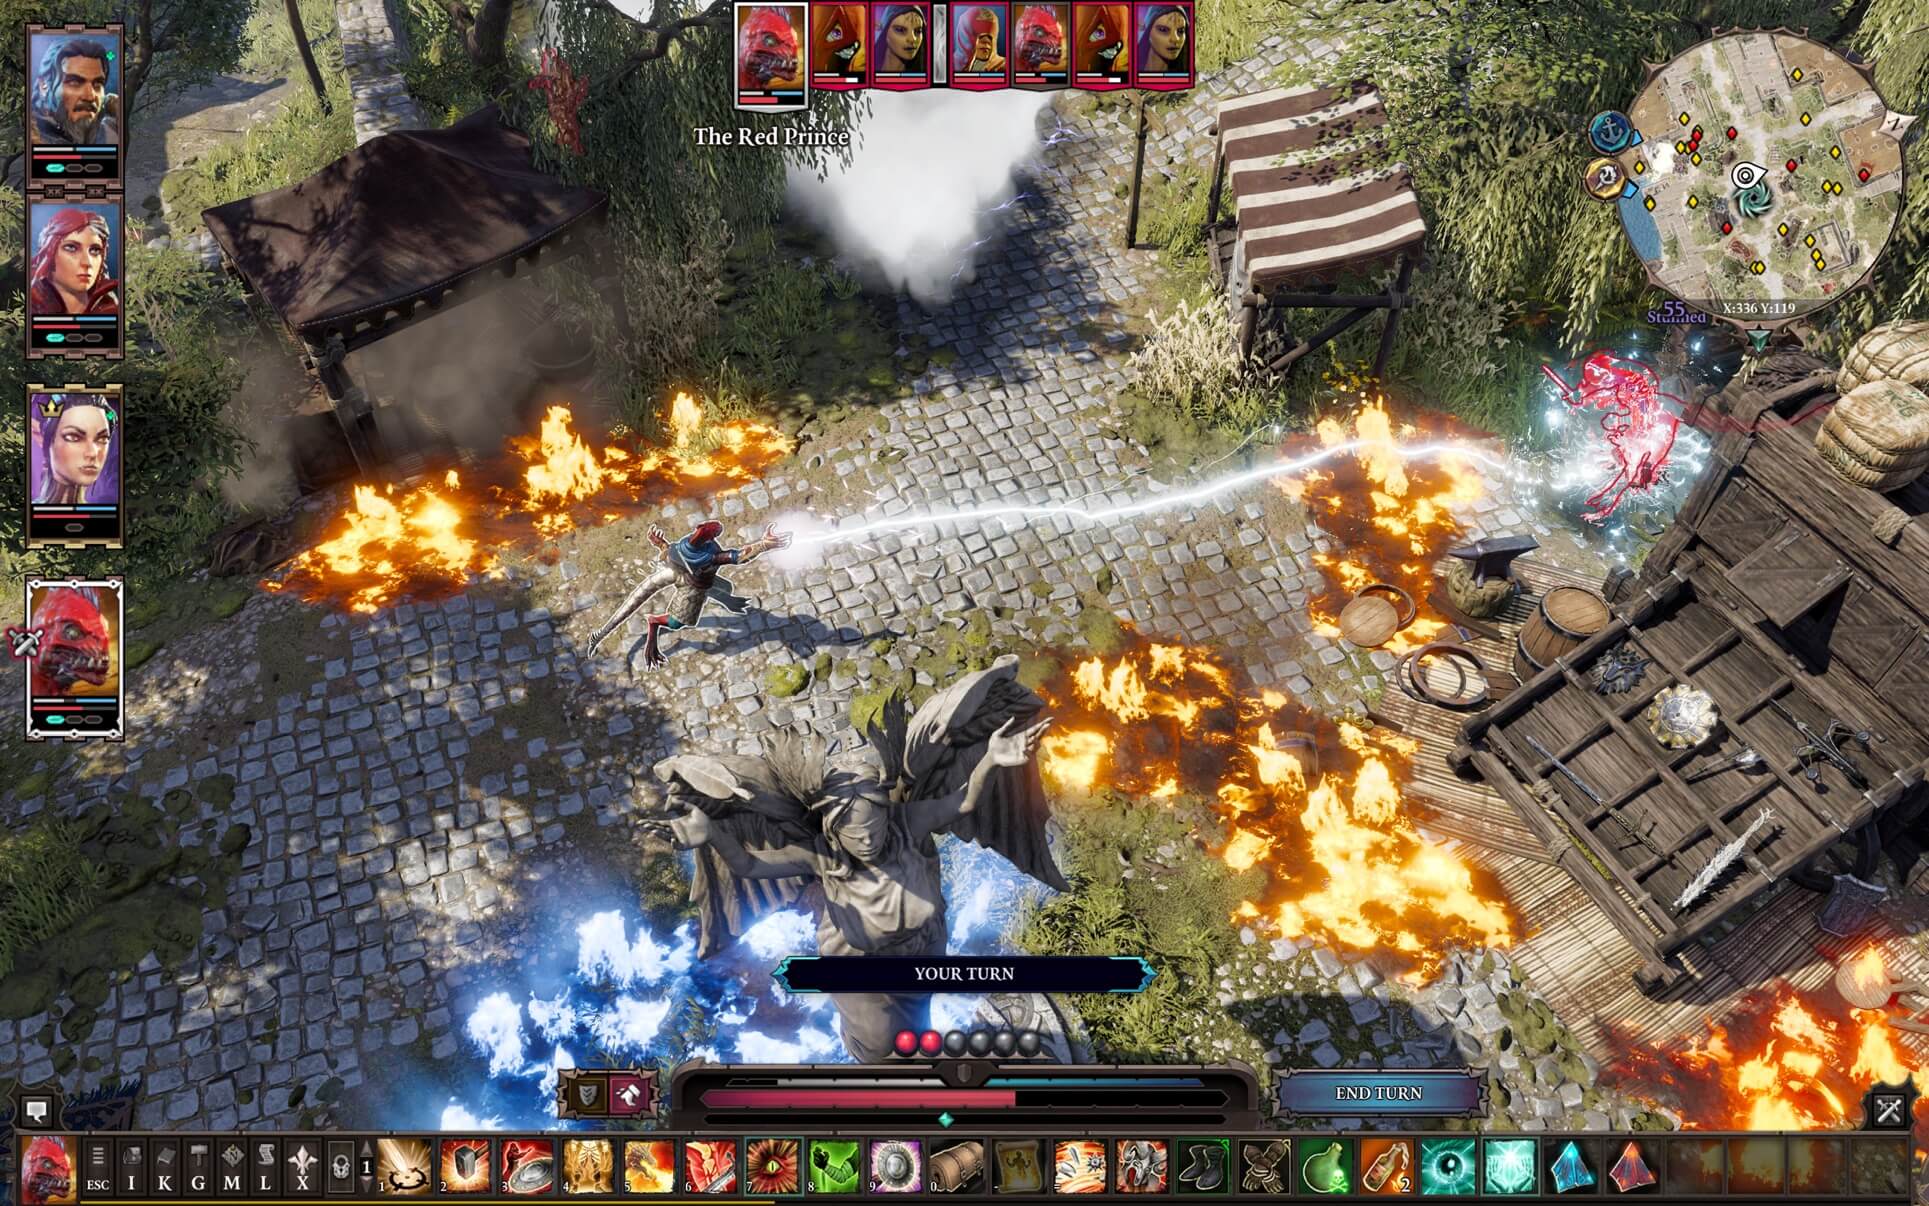 The Red Prince
X:336 Y:119
55
Stunned
YOUR TURN
END TURN
ESC I K G M L X 1
1 2 3 4 5 6 7 8 9 0 - = 2